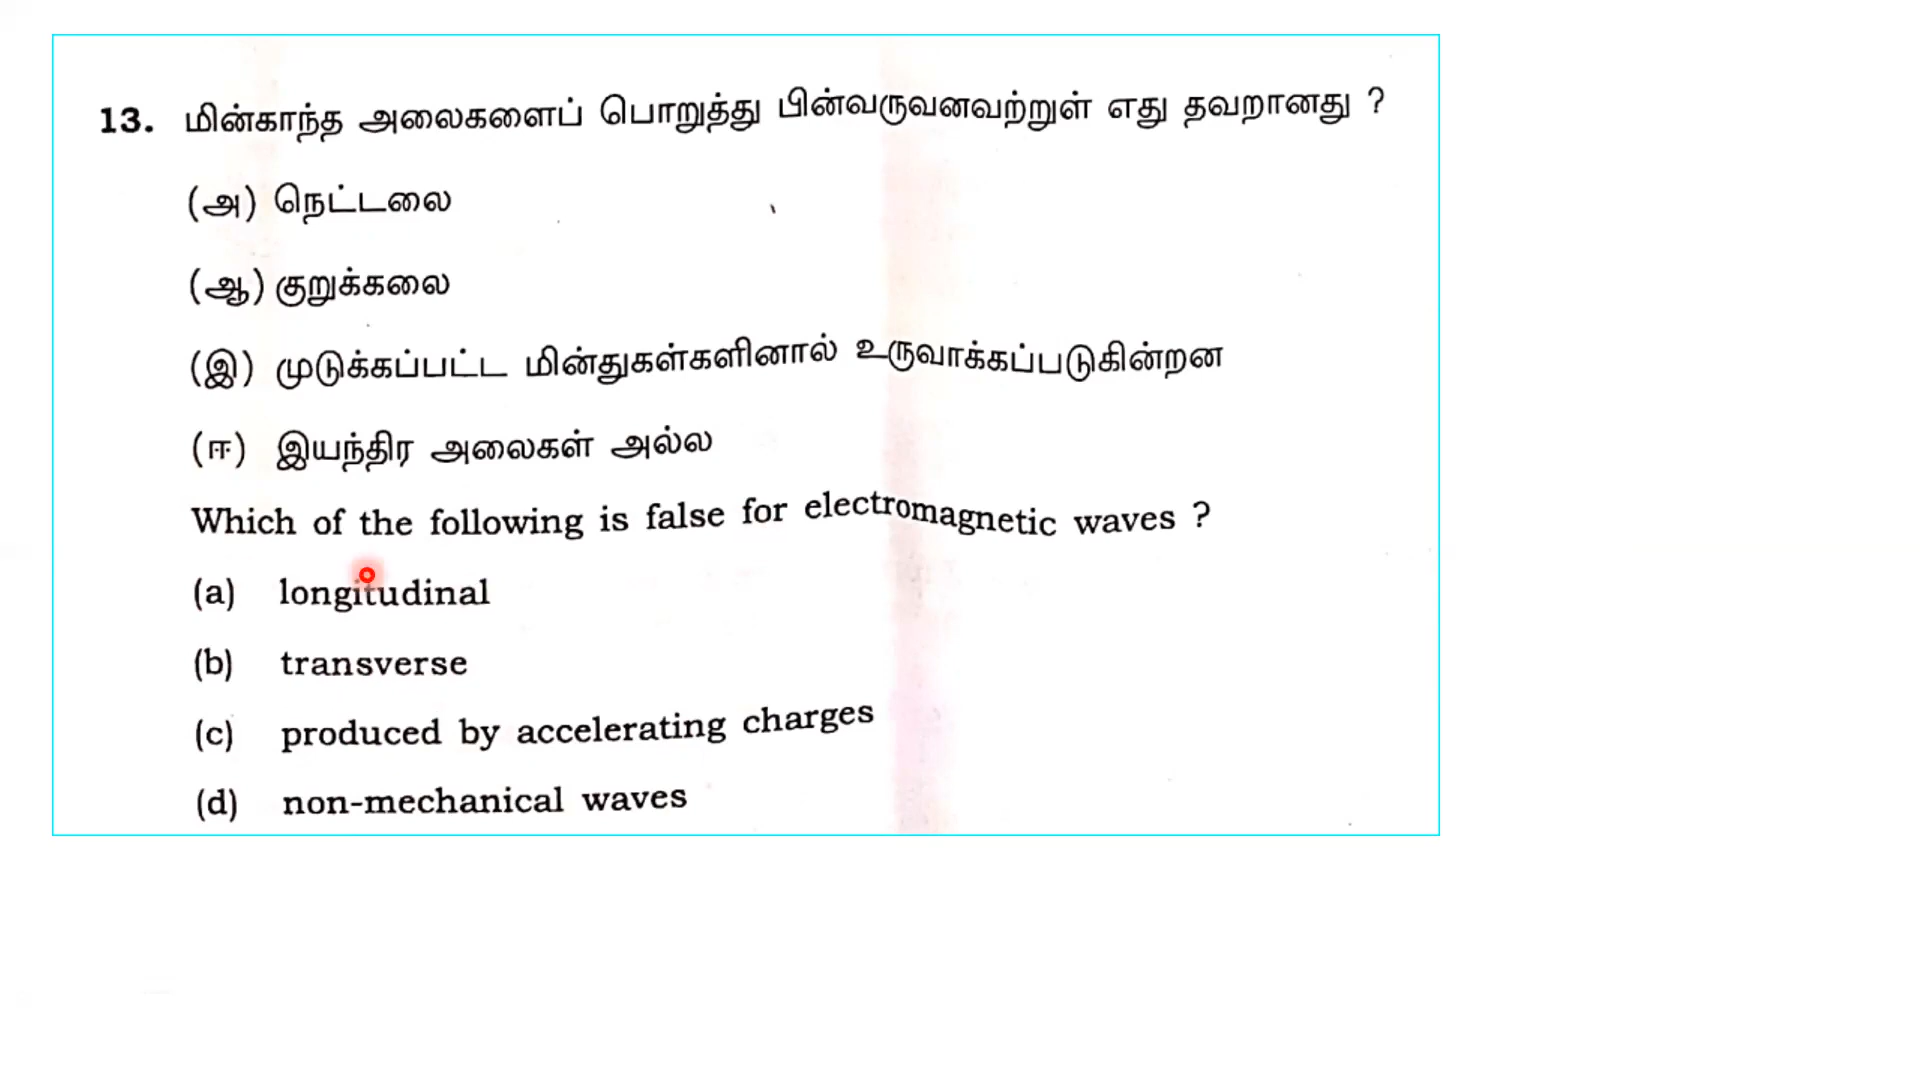 13. மின்காந்த அலைகளைப் பொறுத்து பின்வருவனவற்றுள் எது தவறானது ?
(அ) நெட்டலை
(ஆ) குறுக்கலை
(இ) முடுக்கப்பட்ட மின்துகள்களினால் உருவாக்கப்படுகின்றன
(ஈ) இயந்திர அலைகள் அல்ல
Which of the following is false for electromagnetic waves ?
(a) longitudinal
(b) transverse
(c) produced by accelerating charges
(d) non-mechanical waves